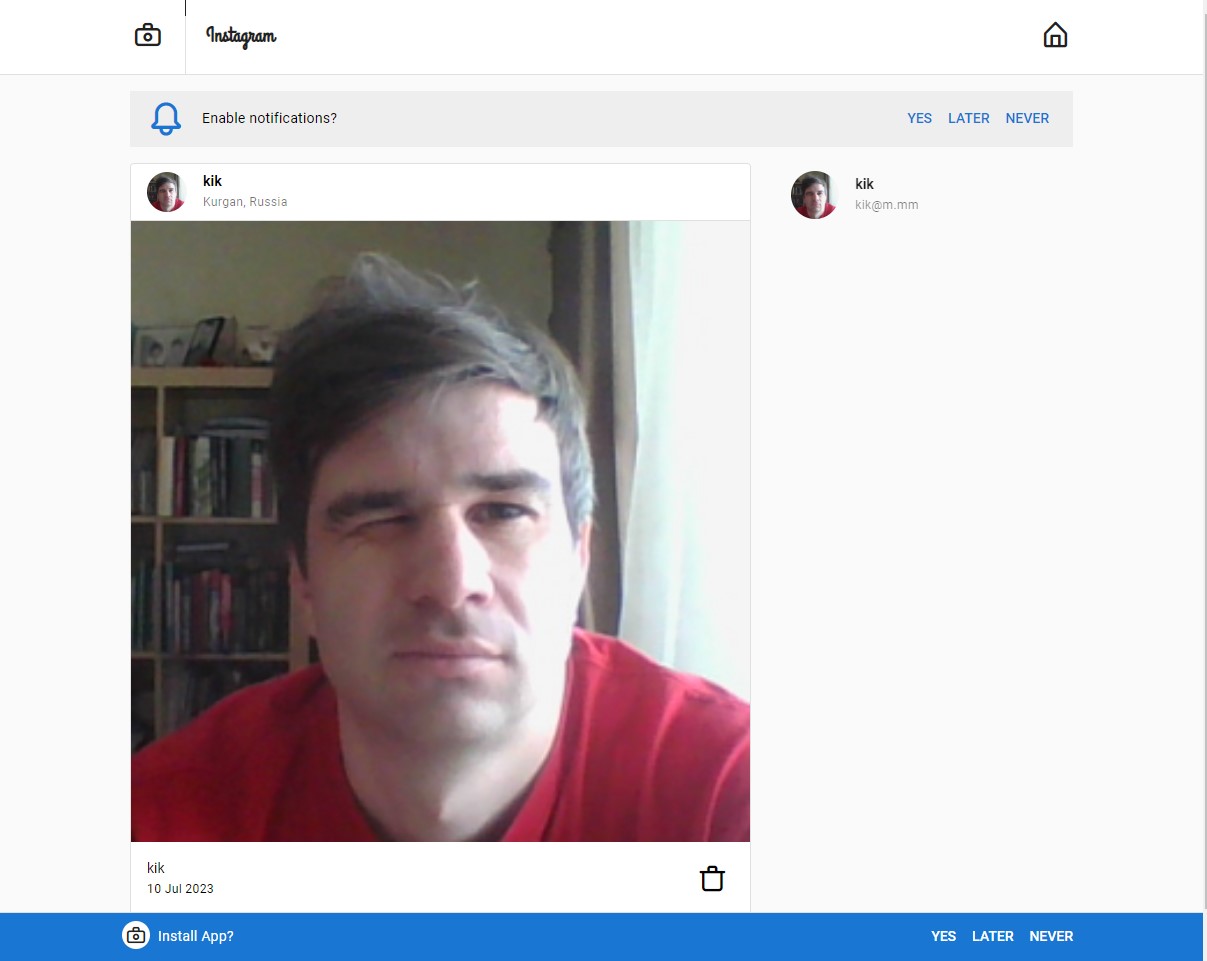 Instagram
Enable notifications?
YES LATER NEVER
kik
Kurgan, Russia
kik
kik@m.mm
kik
10 Jul 2023
Install App?
YES LATER NEVER